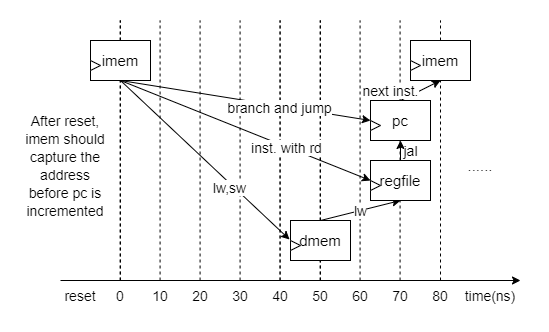 imem
imem
next inst.
branch and jump
pc
After reset,
imem should
capture the
address
before pc is
incremented
inst. with rd
jal
regfile
......
lw,sw
lw
dmem
reset 0 10 20 30 40 50 60 70 80 time(ns)